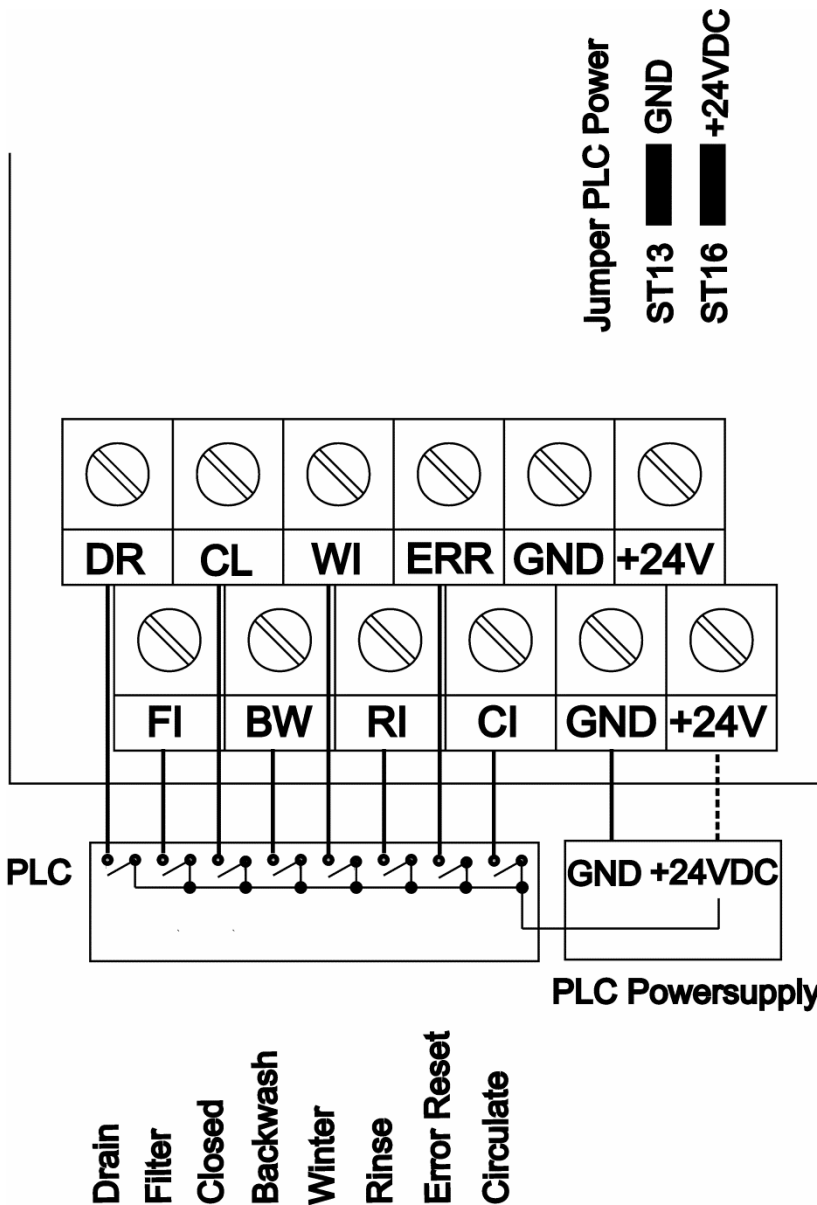 Jumper PLC Power
ST13 GND
ST16 +24VDC
DR CL WI ERR GND +24V
FI BW RI CI GND +24V
PLC
GND +24VDC
PLC Powersupply
Drain
Filter
Closed
Backwash
Winter
Rinse
Error Reset
Circulate